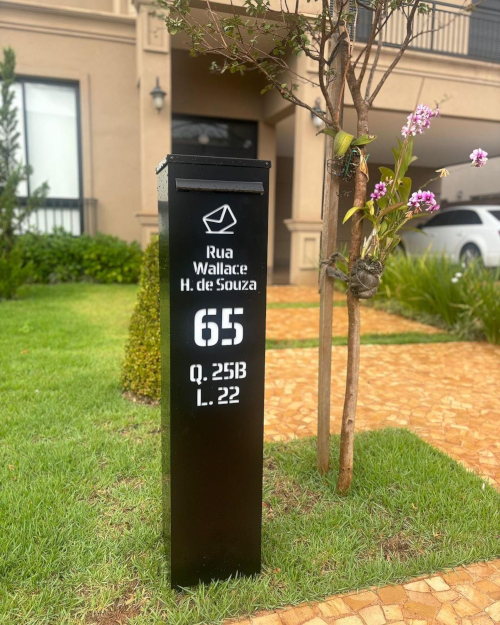 Rua
Wallace
H. de Souza
65
Q. 25B
L. 22